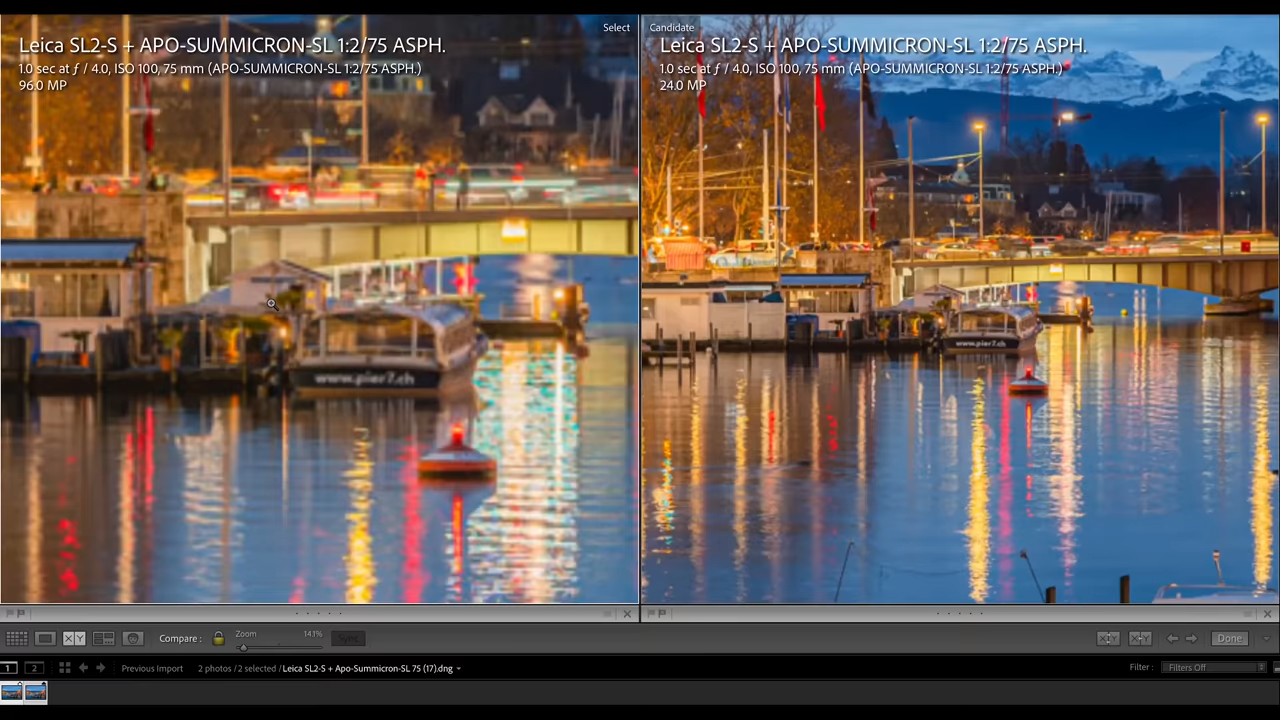 Select
Leica SL2-S + APO-SUMMICRON-SL 1:2/75 ASPH.
1.0 sec at ƒ / 4.0, ISO 100, 75 mm (APO-SUMMICRON-SL 1:2/75 ASPH.)
96.0 MP
www.pier7.ch
Candidate
Leica SL2-S + APO-SUMMICRON-SL 1:2/75 ASPH.
1.0 sec at ƒ / 4.0, ISO 100, 75 mm (APO-SUMMICRON-SL 1:2/75 ASPH.)
24.0 MP
www.pier7.ch
XY Compare : Zoom 141% Sync Done
1 2 Previous Import 2 photos / 2 selected / Leica SL2-S + Apo-Summicron-SL 75 (17).dng Filter : Filters Off